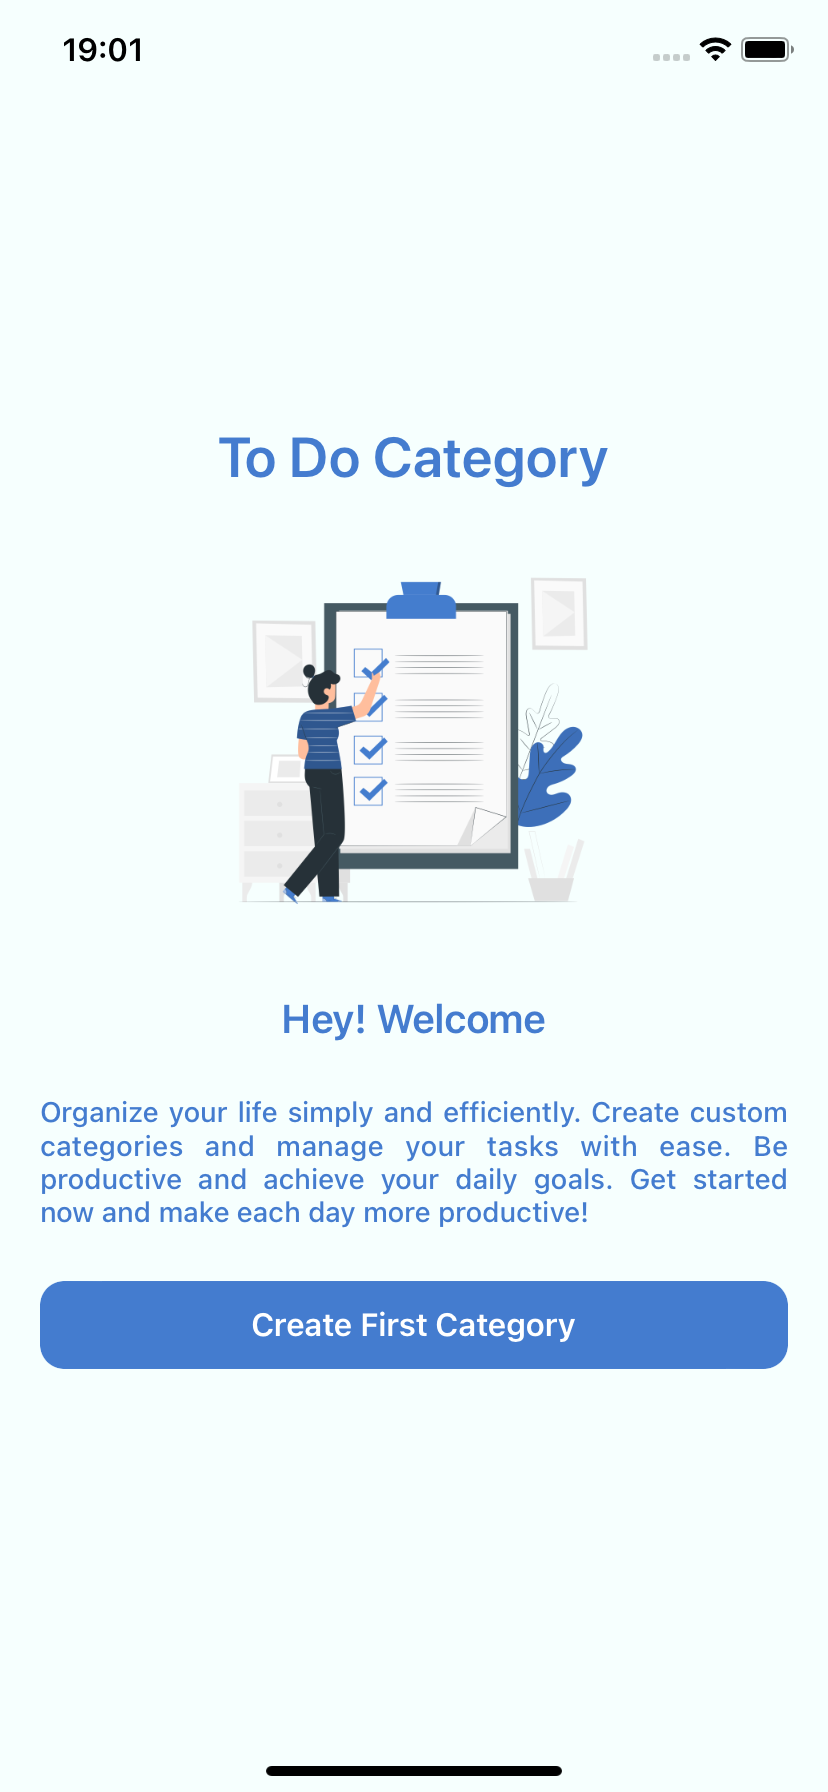 19:01
To Do Category
Hey! Welcome
Organize your life simply and efficiently. Create custom
categories and manage your tasks with ease. Be
productive and achieve your daily goals. Get started
now and make each day more productive!
Create First Category